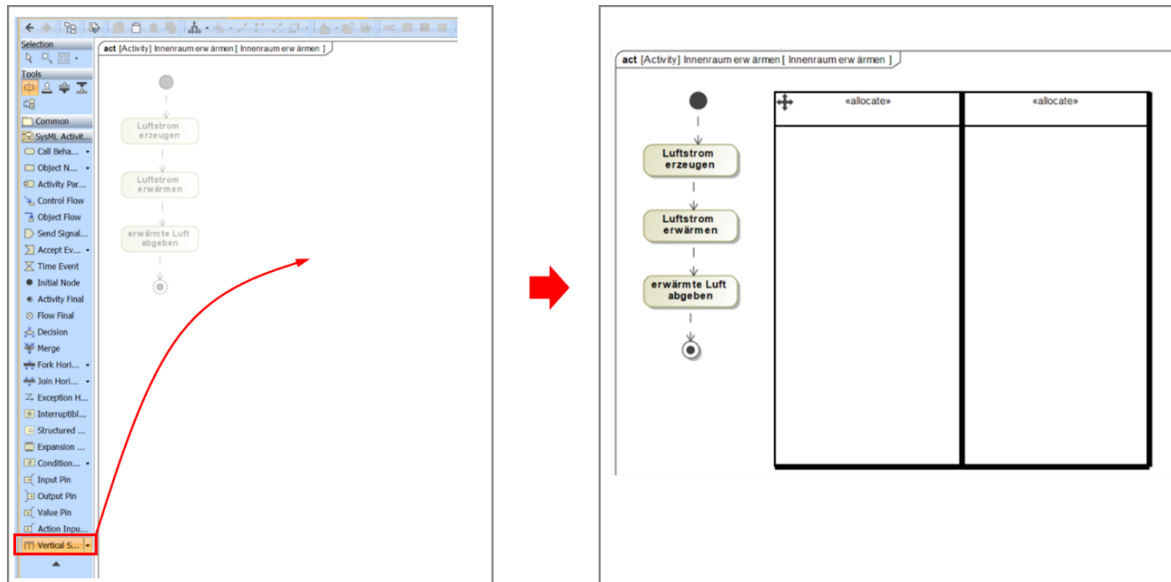 Selection
act [Activity] Innenraum erw ärmen [ Innenraum erw ärmen ]
Tools
Common
SysML Activit...
Call Beha...
Object N...
Activity Par...
Control Flow
Object Flow
Send Signal...
Accept Ev...
Time Event
Initial Node
Activity Final
Flow Final
Decision
Merge
Fork Hori...
Join Hori...
Exception H...
Interruptibl...
Structured ...
Expansion ...
Condition...
Input Pin
Output Pin
Value Pin
Action Inpu...
Vertical S...
Luftstrom
erzeugen
Luftstrom
erwärmen
erwärmte Luft
abgeben
act [Activity] Innenraum erw ärmen [ Innenraum erw ärmen ]
«allocate»
«allocate»
Luftstrom
erzeugen
Luftstrom
erwärmen
erwärmte Luft
abgeben